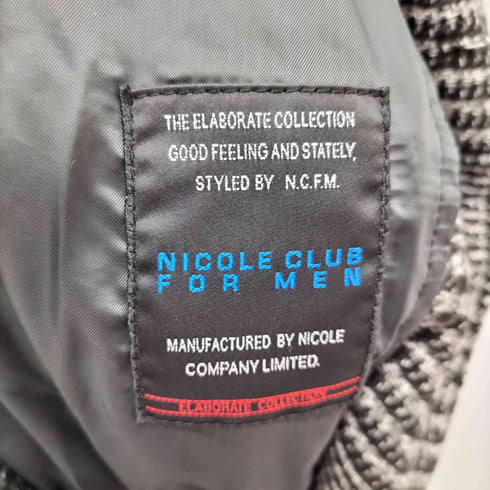 THE ELABORATE COLLECTION
GOOD FEELING AND STATELY,
STYLED BY N.C.F.M.
NICOLE CLUB
FOR MEN
MANUFACTURED BY NICOLE
COMPANY LIMITED.
ELABORATE COLLECTION